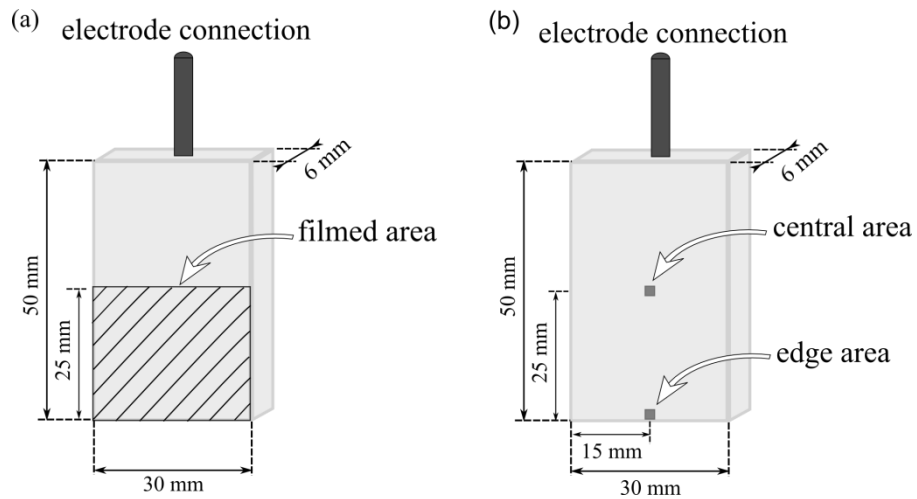 (a)
electrode connection
6 mm
filmed area
50 mm
25 mm
30 mm
(b)
electrode connection
6 mm
central area
50 mm
25 mm
edge area
15 mm
30 mm